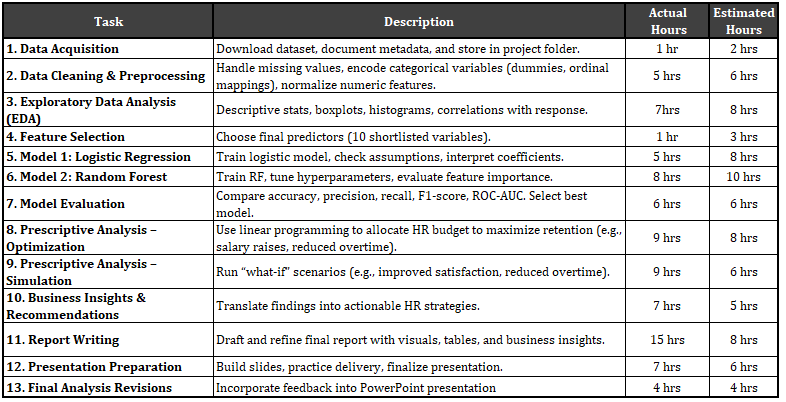 Task Description Actual Hours Estimated Hours
1. Data Acquisition Download dataset, document metadata, and store in project folder. 1 hr 2 hrs
2. Data Cleaning & Preprocessing Handle missing values, encode categorical variables (dummies, ordinal
mappings), normalize numeric features. 5 hrs 6 hrs
3. Exploratory Data Analysis
(EDA) Descriptive stats, boxplots, histograms, correlations with response. 7hrs 8 hrs
4. Feature Selection Choose final predictors (10 shortlisted variables). 1 hr 3 hrs
5. Model 1: Logistic Regression Train logistic model, check assumptions, interpret coefficients. 5 hrs 8 hrs
6. Model 2: Random Forest Train RF, tune hyperparameters, evaluate feature importance. 8 hrs 10 hrs
7. Model Evaluation Compare accuracy, precision, recall, F1-score, ROC-AUC. Select best
model. 6 hrs 6 hrs
8. Prescriptive Analysis –
Optimization Use linear programming to allocate HR budget to maximize retention (e.g.,
salary raises, reduced overtime). 9 hrs 8 hrs
9. Prescriptive Analysis –
Simulation Run “what-if” scenarios (e.g., improved satisfaction, reduced overtime). 9 hrs 6 hrs
10. Business Insights &
Recommendations Translate findings into actionable HR strategies. 7 hrs 5 hrs
11. Report Writing Draft and refine final report with visuals, tables, and business insights. 15 hrs 8 hrs
12. Presentation Preparation Build slides, practice delivery, finalize presentation. 7 hrs 6 hrs
13. Final Analysis Revisions Incorporate feedback into PowerPoint presentation 4 hrs 4 hrs